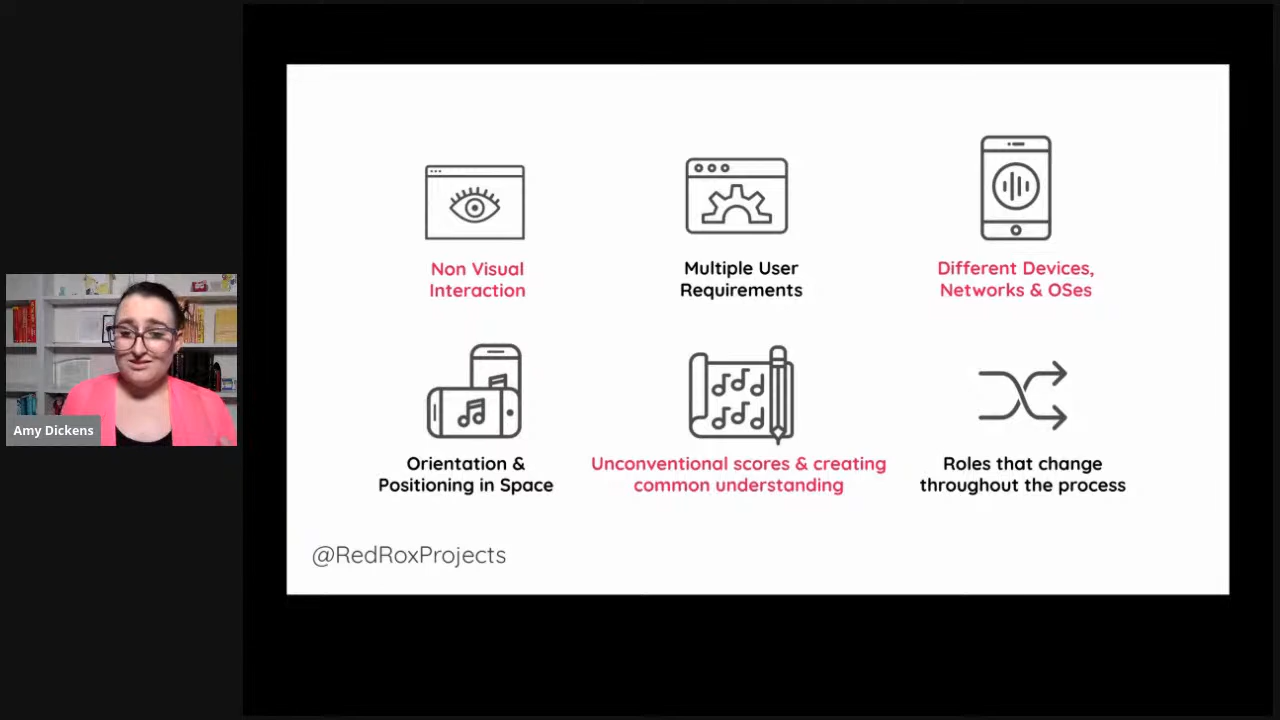 Non Visual
Interaction
Multiple User
Requirements
Different Devices,
Networks & OSes
Orientation &
Positioning in Space
Unconventional scores & creating
common understanding
Roles that change
throughout the process
@RedRoxProjects
Amy Dickens